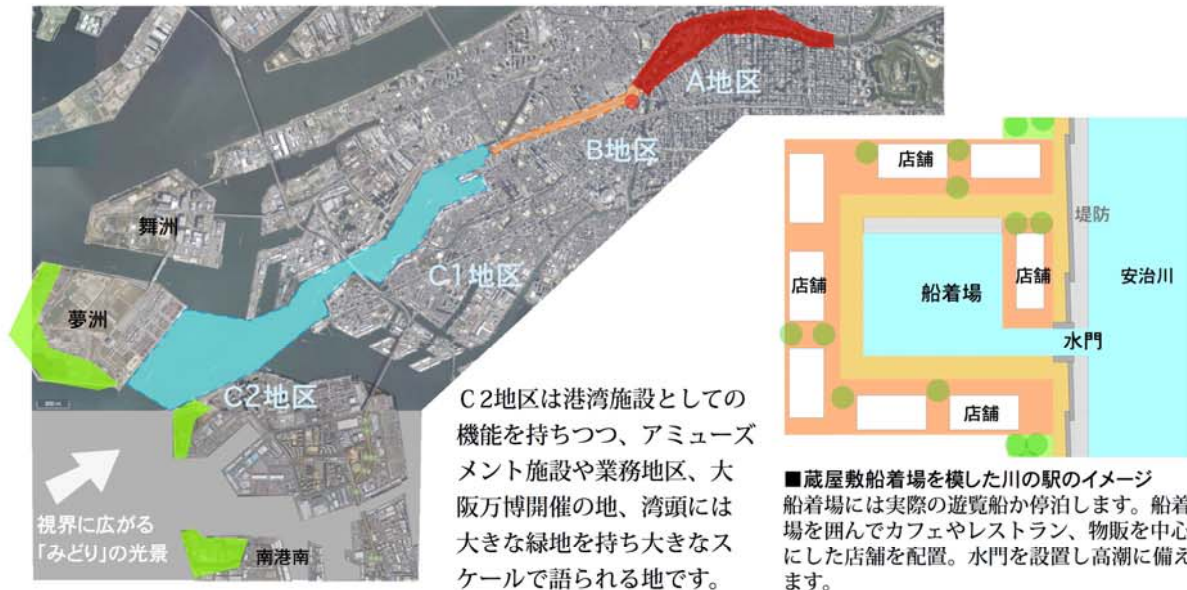 A地区
B地区
舞洲
C1地区
夢洲
C2地区
視界に広がる
「みどり」の光景
南港南
C2地区は港湾施設としての
機能を持ちつつ、アミューズ
メント施設や業務地区、大
阪万博開催の地、湾頭には
大きな緑地を持ち大きなス
ケールで語られる地です。
店舗
堤防
店舗
船着場
店舗
安治川
水門
店舗
■蔵屋敷船着場を模した川の駅のイメージ
船着場には実際の遊覧船か停泊します。船着
場を囲んでカフェやレストラン、物販を中心
にした店舗を配置。水門を設置し高潮に備え
ます。